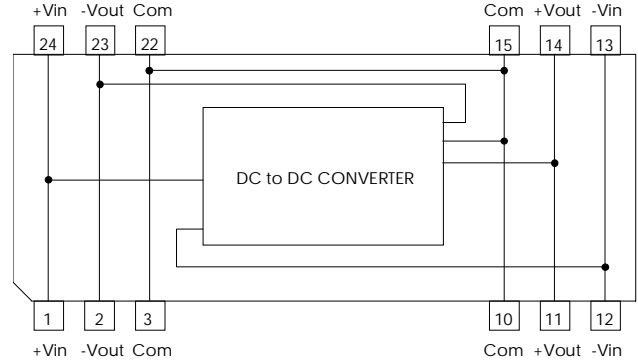 +Vin -Vout Com Com +Vout -Vin
24 23 22 15 14 13
DC to DC CONVERTER
1 2 3 10 11 12
+Vin -Vout Com Com +Vout -Vin